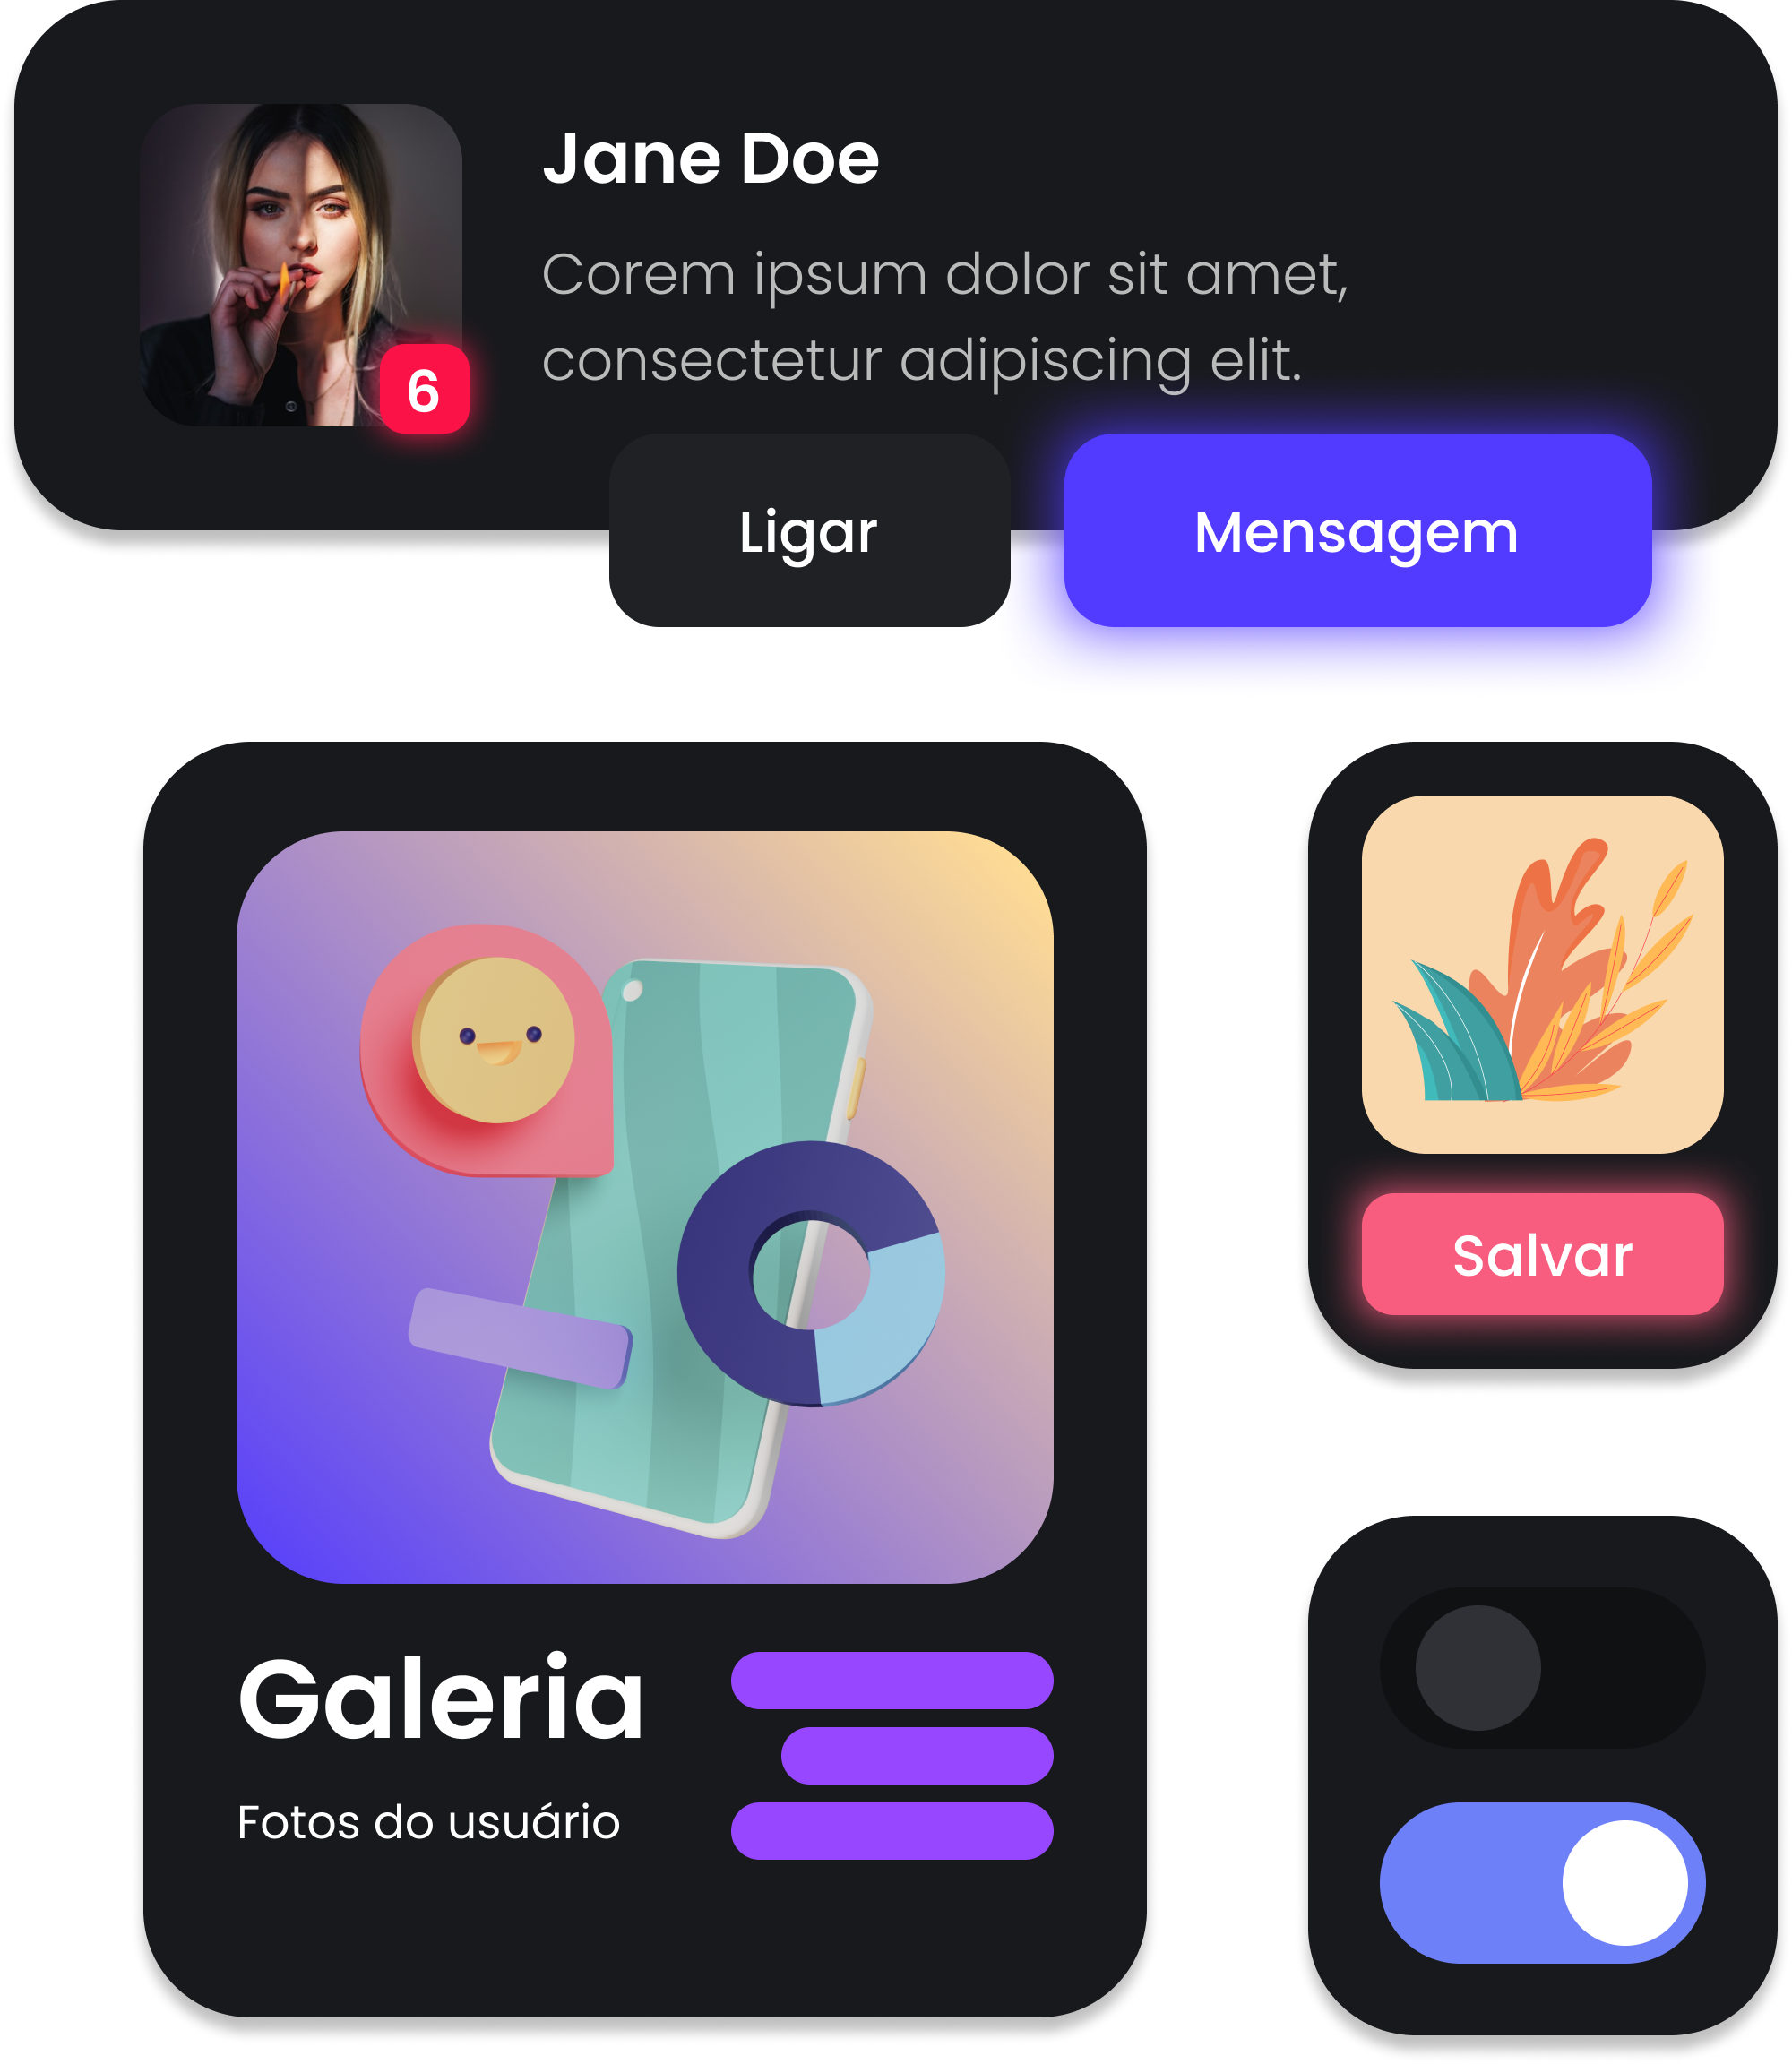 Jane Doe
Corem ipsum dolor sit amet,
consectetur adipiscing elit.
6
Ligar
Mensagem
Salvar
Galeria
Fotos do usuário